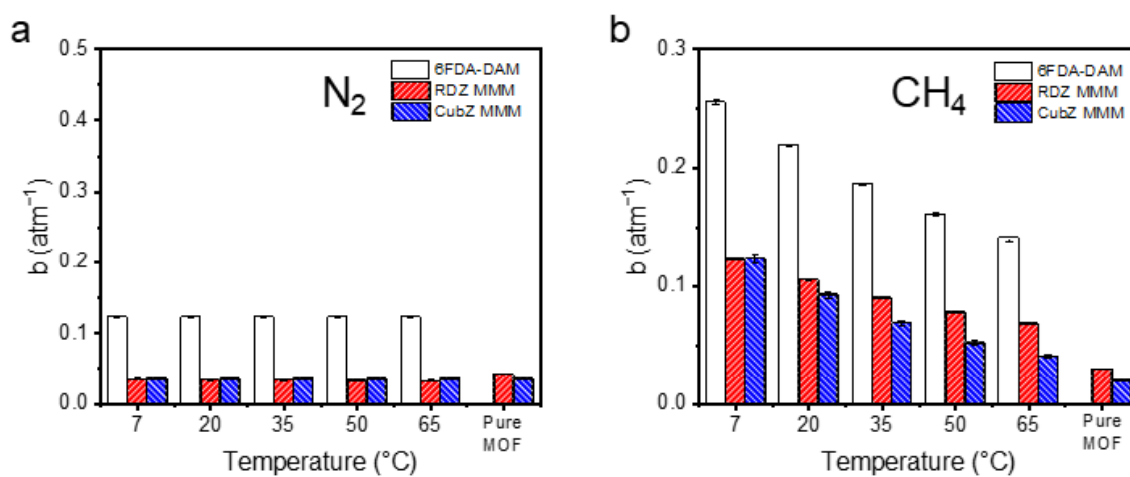 a
N₂
6FDA-DAM
RDZ MMM
CubZ MMM
b (atm⁻¹)
0.5
0.4
0.3
0.2
0.1
0.0
7 20 35 50 65 Pure
MOF
Temperature (°C)
b
CH₄
6FDA-DAM
RDZ MMM
CubZ MMM
b (atm⁻¹)
0.3
0.2
0.1
0.0
7 20 35 50 65 Pure
MOF
Temperature (°C)